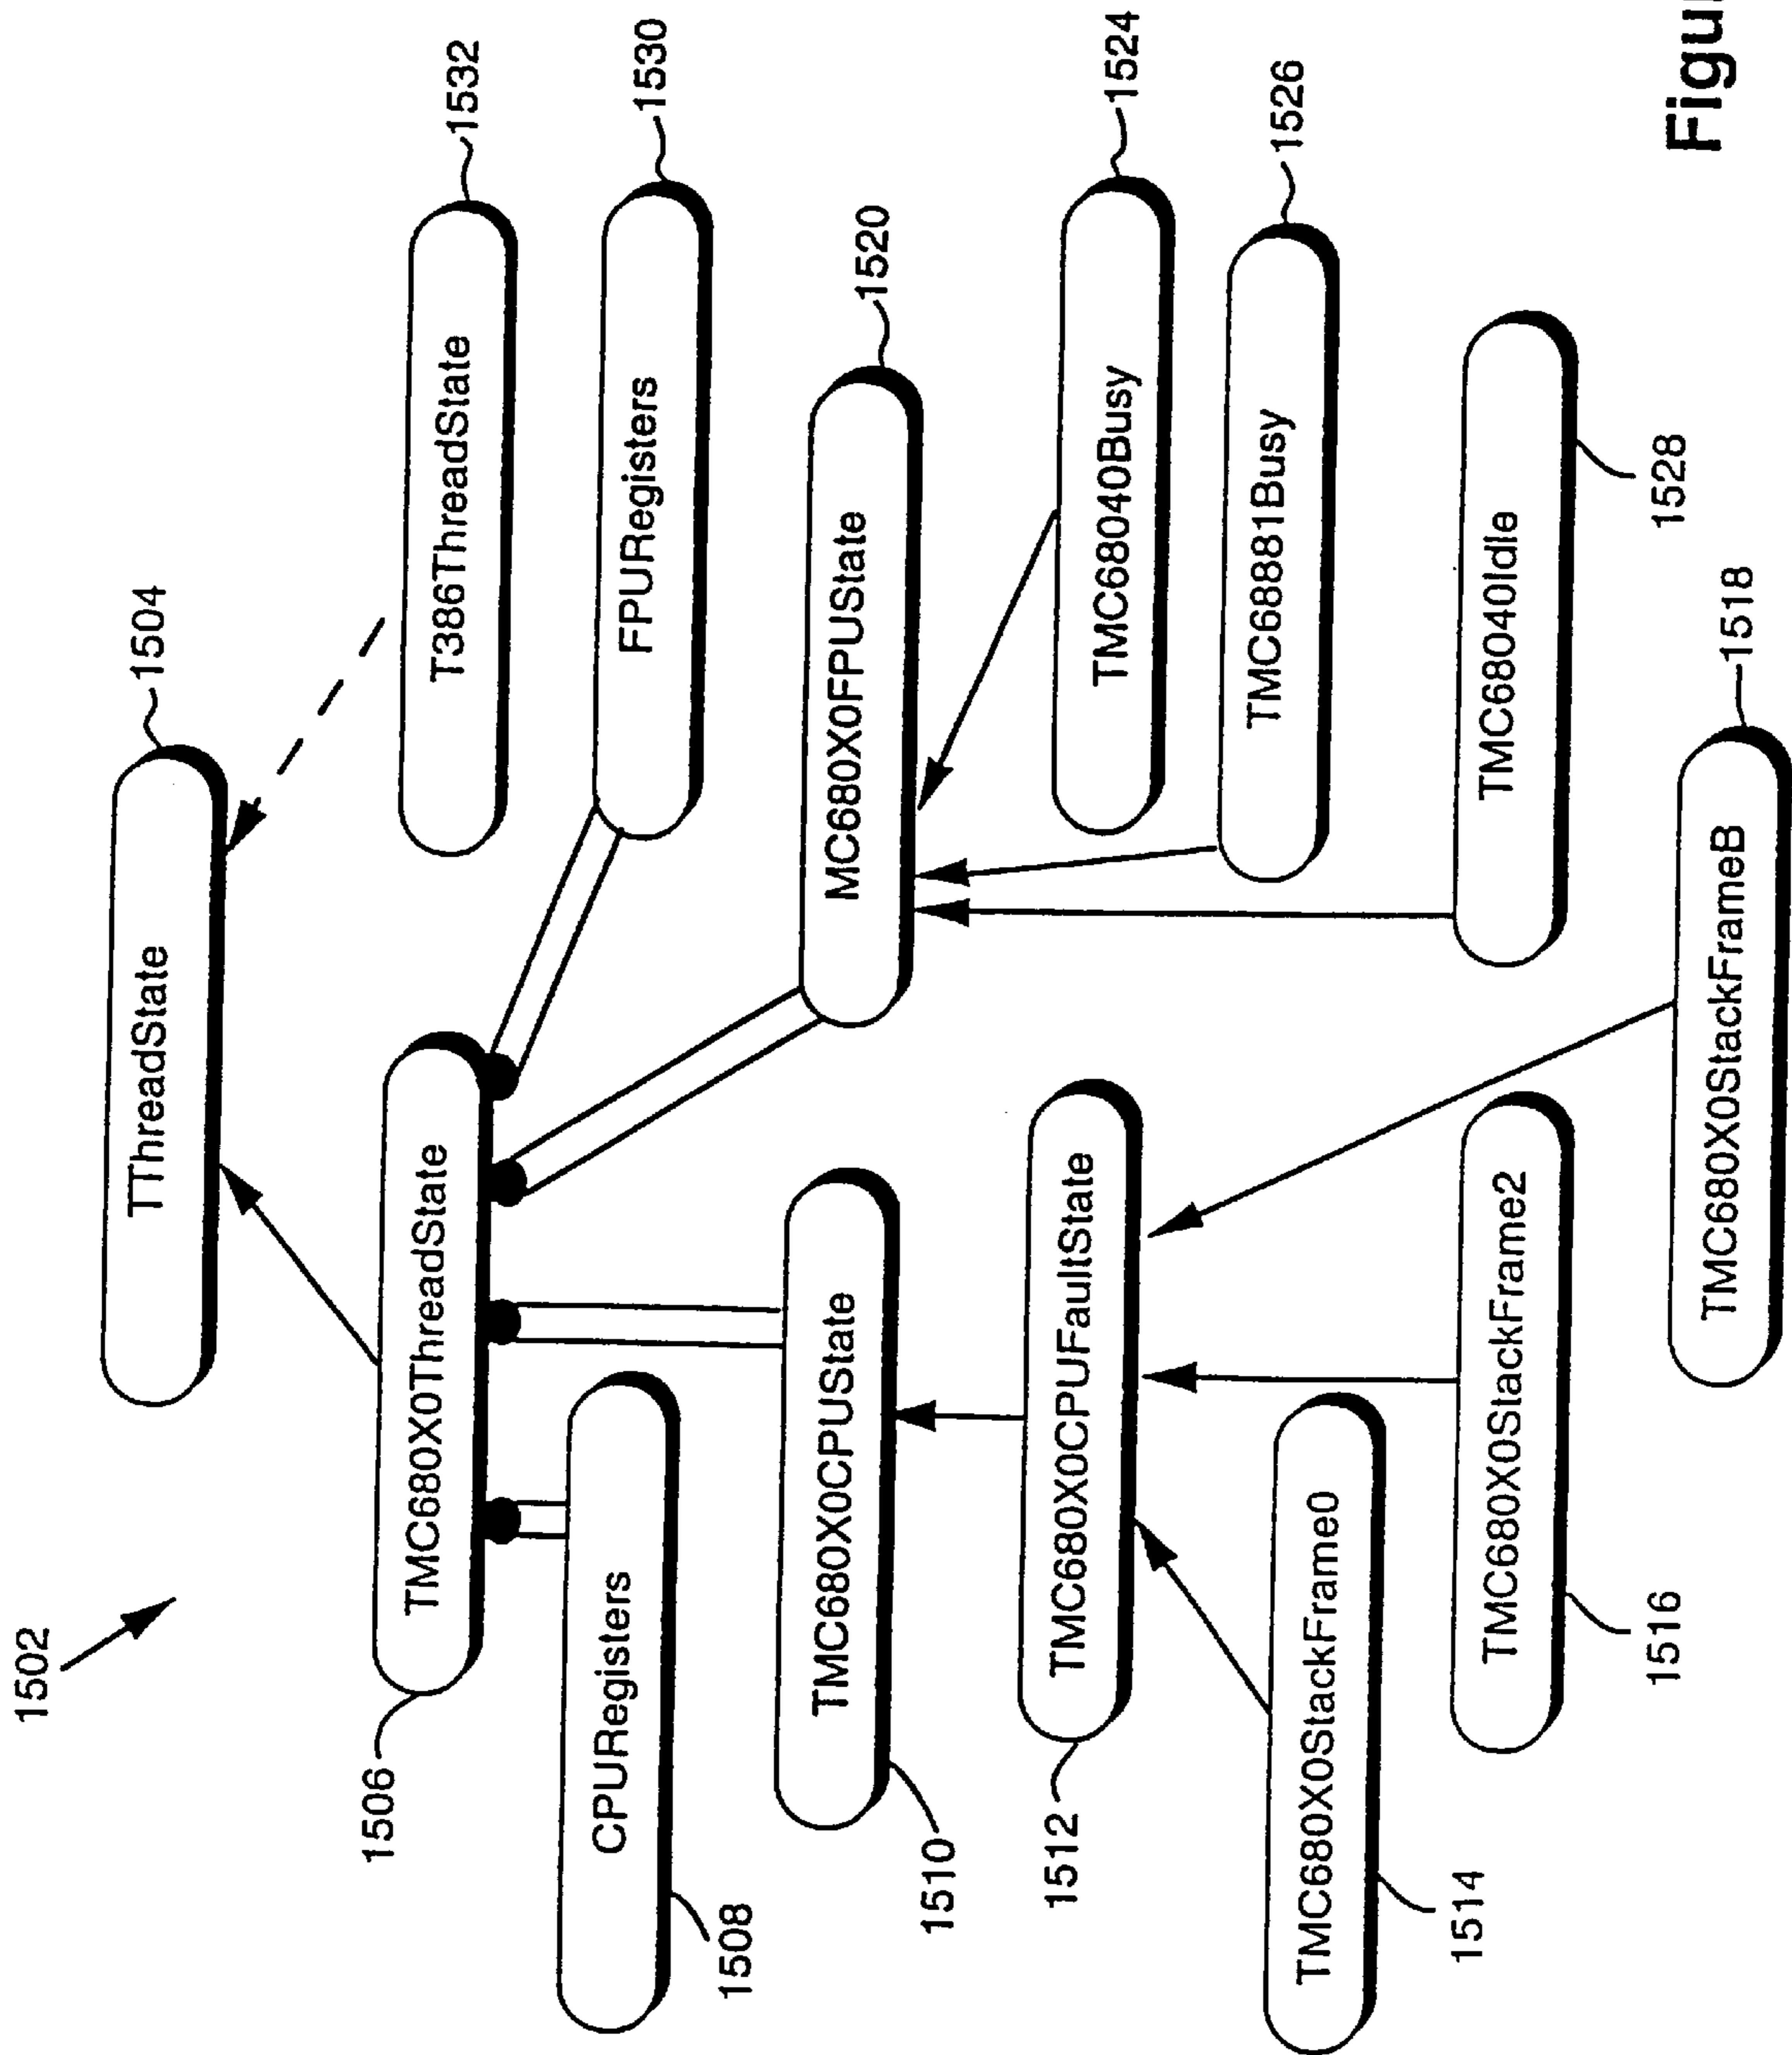 1502
TThreadState
1504
1506
TMC680X0ThreadState
T386ThreadState
1532
CPURegisters
1508
FPURegisters
1530
TMC680X0CPUState
1510
MC680X0FPUState
1520
1512
TMC680X0CPUFaultState
TMC68040Busy
1524
TMC68881Busy
1526
TMC680X0StackFrame0
1514
TMC680X0StackFrame2
1516
TMC68040Idle
1528
TMC680X0StackFrameB
1518